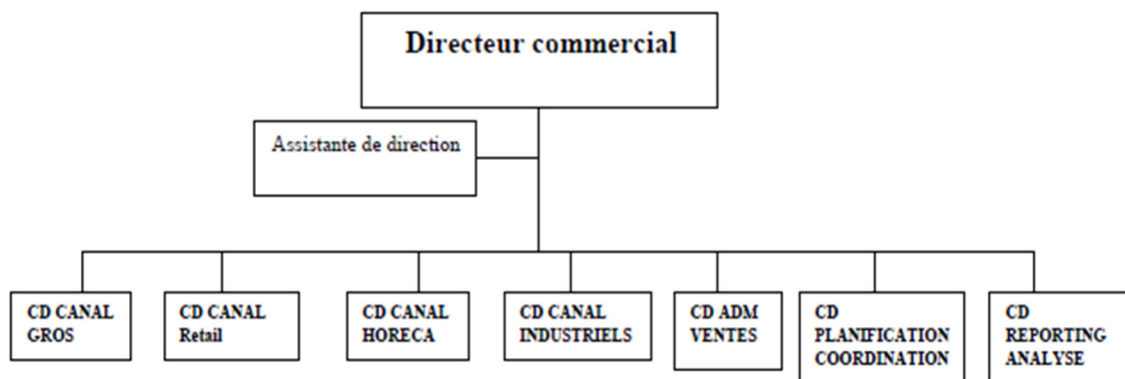 Directeur commercial
Assistante de direction
CD CANAL
GROS
CD CANAL
Retail
CD CANAL
HORECA
CD CANAL
INDUSTRIELS
CD ADM
VENTES
CD
PLANIFICATION
COORDINATION
CD
REPORTING
ANALYSE